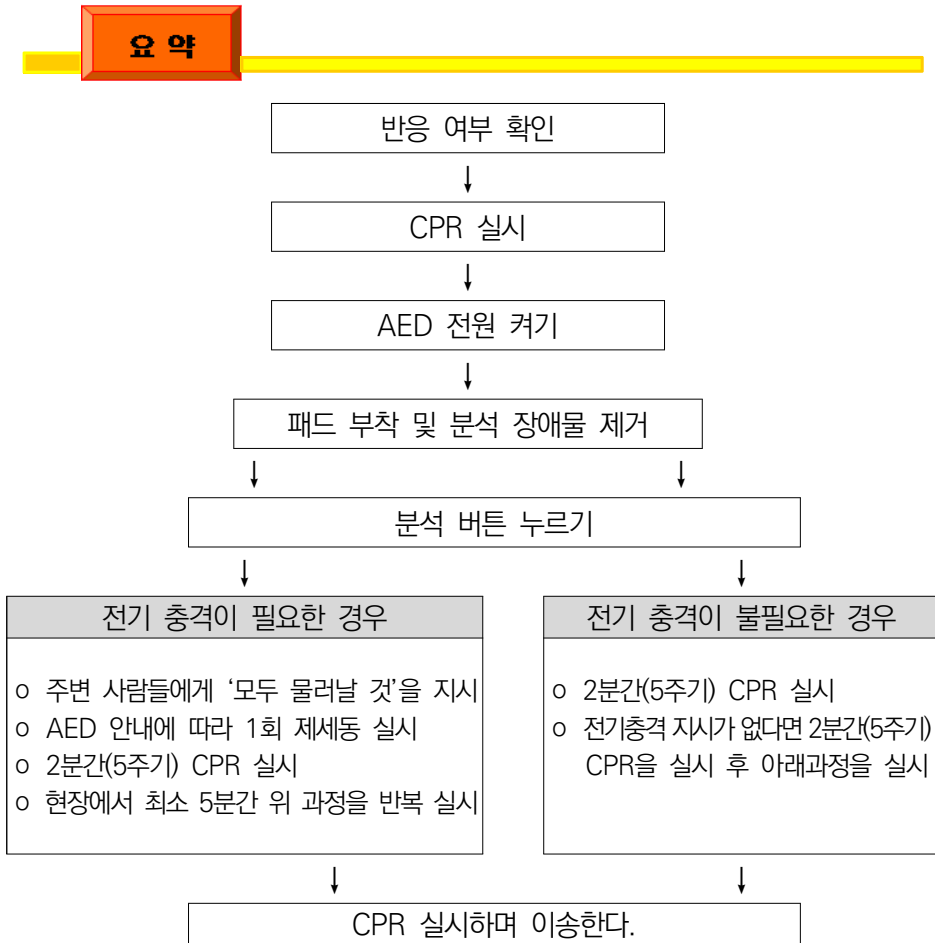 요 약
반응 여부 확인
CPR 실시
AED 전원 켜기
패드 부착 및 분석 장애물 제거
분석 버튼 누르기
전기 충격이 필요한 경우
o 주변 사람들에게 ‘모두 물러날 것’을 지시
o AED 안내에 따라 1회 제세동 실시
o 2분간(5주기) CPR 실시
o 현장에서 최소 5분간 위 과정을 반복 실시
전기 충격이 불필요한 경우
o 2분간(5주기) CPR 실시
o 전기충격 지시가 없다면 2분간(5주기)
CPR을 실시 후 아래과정을 실시
CPR 실시하며 이송한다.